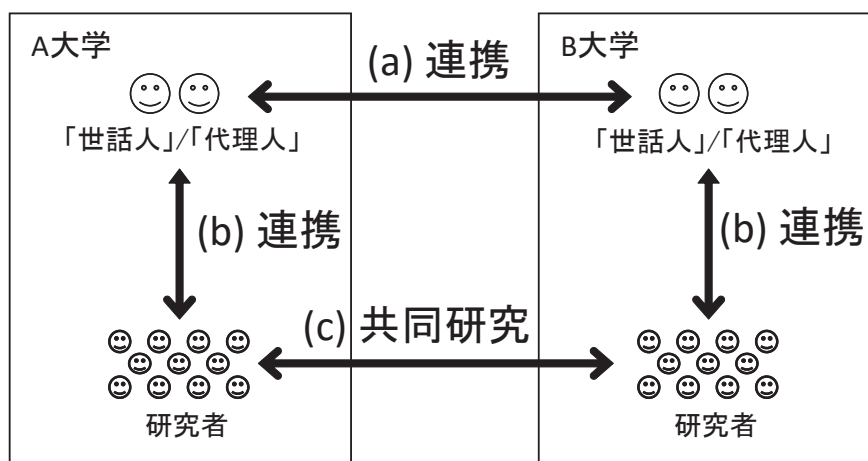 A大学
B大学
(a) 連携
「世話人」/「代理人」
「世話人」/「代理人」
(b) 連携
(b) 連携
(c) 共同研究
研究者
研究者